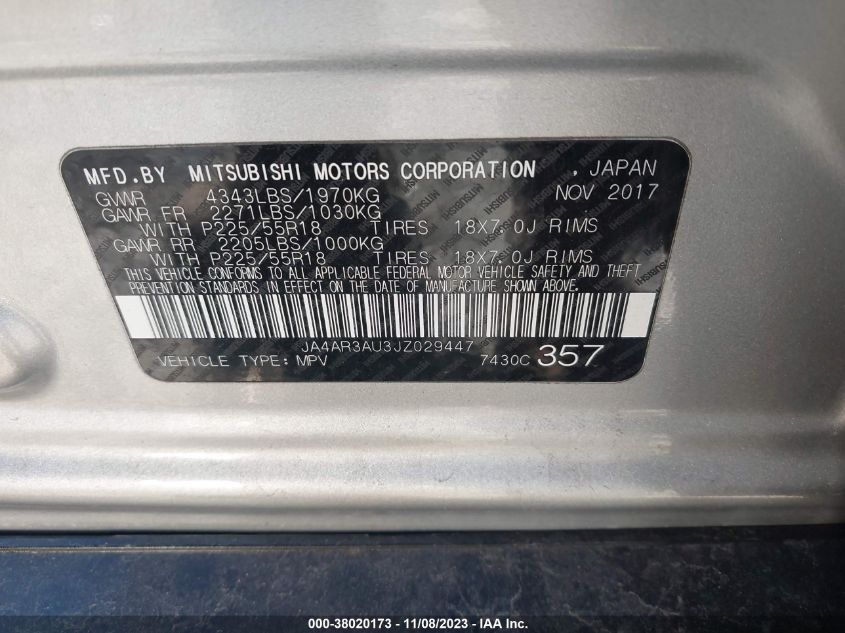 MFD.BY MITSUBISHI MOTORS CORPORATION , JAPAN
GVWR 4343LBS/1970KG NOV 2017
GAWR FR 2271LBS/1030KG
WITH P225/55R18 TIRES 18X7.0J RIMS
GAWR RR 2205LBS/1000KG
WITH P225/55R18 TIRES 18X7.0J RIMS
THIS VEHICLE CONFORMS TO ALL APPLICABLE FEDERAL MOTOR VEHICLE SAFETY AND THEFT
PREVENTION STANDARDS IN EFFECT ON THE DATE OF MANUFACTURE SHOWN ABOVE.
JA4AR3AU3JZ029447
VEHICLE TYPE: MPV 7430C 357
000-38020173 - 11/08/2023 - IAAI.COM